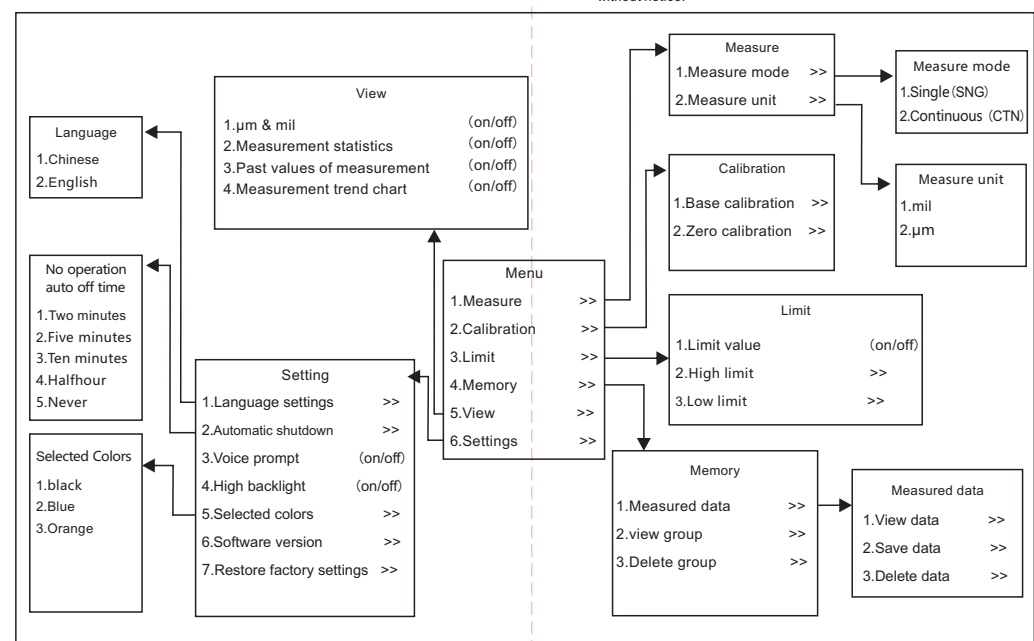 without notice.
View
1.µm & mil (on/off)
2.Measurement statistics (on/off)
3.Past values of measurement (on/off)
4.Measurement trend chart (on/off)
Language
1.Chinese
2.English
No operation
auto off time
1.Two minutes
2.Five minutes
3.Ten minutes
4.Halfhour
5.Never
Selected Colors
1.black
2.Blue
3.Orange
Setting
1.Language settings >>
2.Automatic shutdown >>
3.Voice prompt (on/off)
4.High backlight (on/off)
5.Selected colors >>
6.Software version >>
7.Restore factory settings >>
Menu
1.Measure >>
2.Calibration >>
3.Limit >>
4.Memory >>
5.View >>
6.Settings >>
Measure
1.Measure mode >>
2.Measure unit >>
Measure mode
1.Single(SNG)
2.Continuous (CTN)
Measure unit
1.mil
2.µm
Calibration
1.Base calibration >>
2.Zero calibration >>
Limit
1.Limit value (on/off)
2.High limit >>
3.Low limit >>
Memory
1.Measured data >>
2.view group >>
3.Delete group >>
Measured data
1.View data >>
2.Save data >>
3.Delete data >>